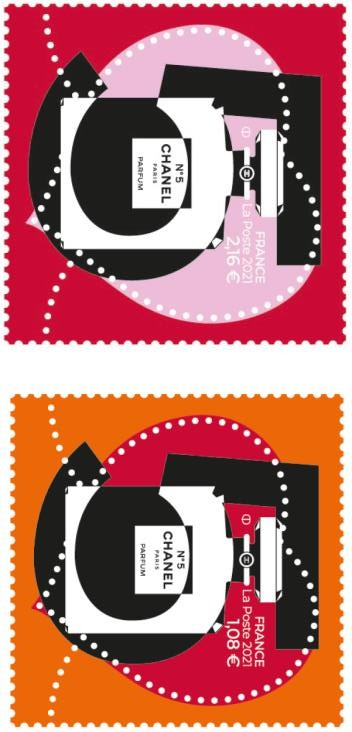 N°5
CHANEL
PARIS
PARFUM
FRANCE
La Poste 2021
2,16 €
N°5
CHANEL
PARIS
PARFUM
FRANCE
La Poste 2021
1,08 €